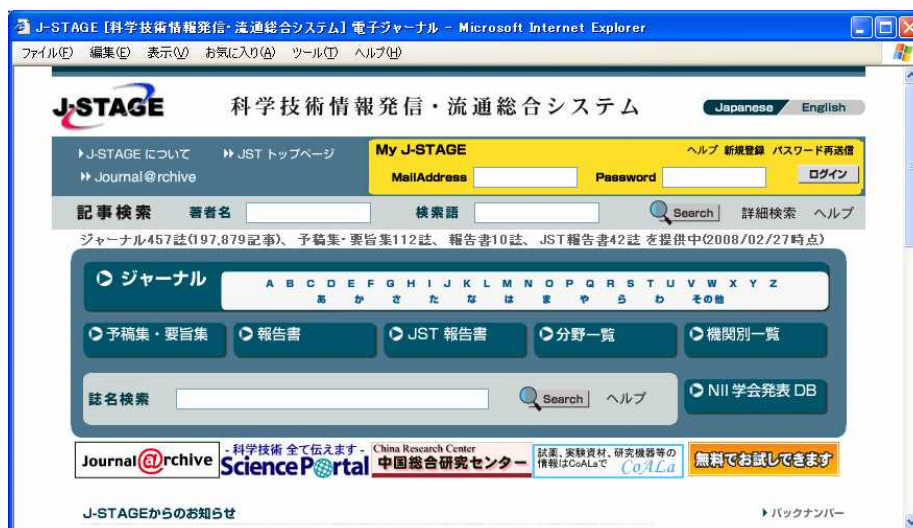 J-STAGE [科学技術情報発信・流通総合システム] 電子ジャーナル - Microsoft Internet Explorer
ファイル(F) 編集(E) 表示(V) お気に入り(A) ツール(T) ヘルプ(H)
J-STAGE 科学技術情報発信・流通総合システム Japanese English
J-STAGE について JST トップページ My J-STAGE ヘルプ 新規登録 パスワード再送信
Journal@rchive MailAddress Password ログイン
記事検索 著者名 検索語 Search 詳細検索 ヘルプ
ジャーナル457誌(197,879記事)、予稿集・要旨集112誌、報告書10誌、JST報告書42誌 を提供中(2008/02/27時点)
ジャーナル A B C D E F G H I J K L M N O P Q R S T U V W X Y Z
あ か さ た な は ま や ら わ その他
予稿集・要旨集 報告書 JST 報告書 分野一覧 機関別一覧
誌名検索 Search ヘルプ NII 学会発表 DB
Journal@rchive - 科学技術 全て伝えます - Science Portal China Research Center 中国総合研究センター 試薬、実験資材、研究機器等の情報はCoALaで CoALa 無料でお試しできます
J-STAGEからのお知らせ バックナンバー